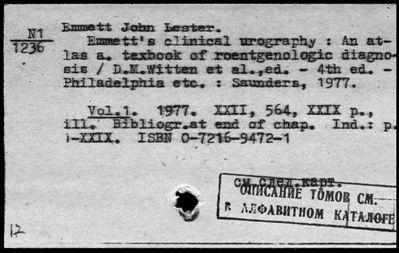 N1
1236
Emmett John Lester.
Emmett's clinical urography : An at-
las a. texbook of roentgenologic diagno-
sis / D.M.Witten et al.,ed. - 4th ed. -
Philadelphia etc. : Saunders, 1977.
Vol.1. 1977. XXII, 564, XXIX p.,
ill. Bibliogr.at end of chap. Ind.: p.
I-XXIX. ISBN 0-7216-9472-1
см.след.карт.
ОПИСАНИЕ ТОМОВ СМ.
В АЛФАВИТНОМ КАТАЛОГЕ
12